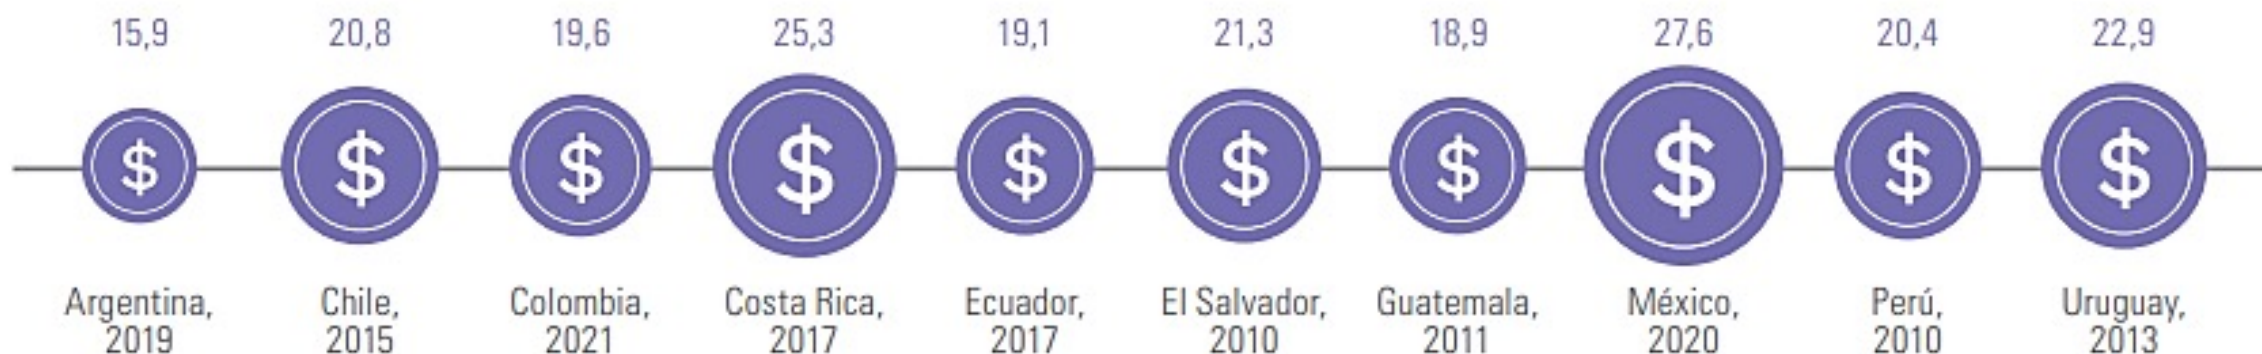 15,9 20,8 19,6 25,3 19,1 21,3 18,9 27,6 20,4 22,9
$ $ $ $ $ $ $ $ $ $
Argentina, Chile, Colombia, Costa Rica, Ecuador, El Salvador, Guatemala, México, Perú, Uruguay,
2019 2015 2021 2017 2017 2010 2011 2020 2010 2013